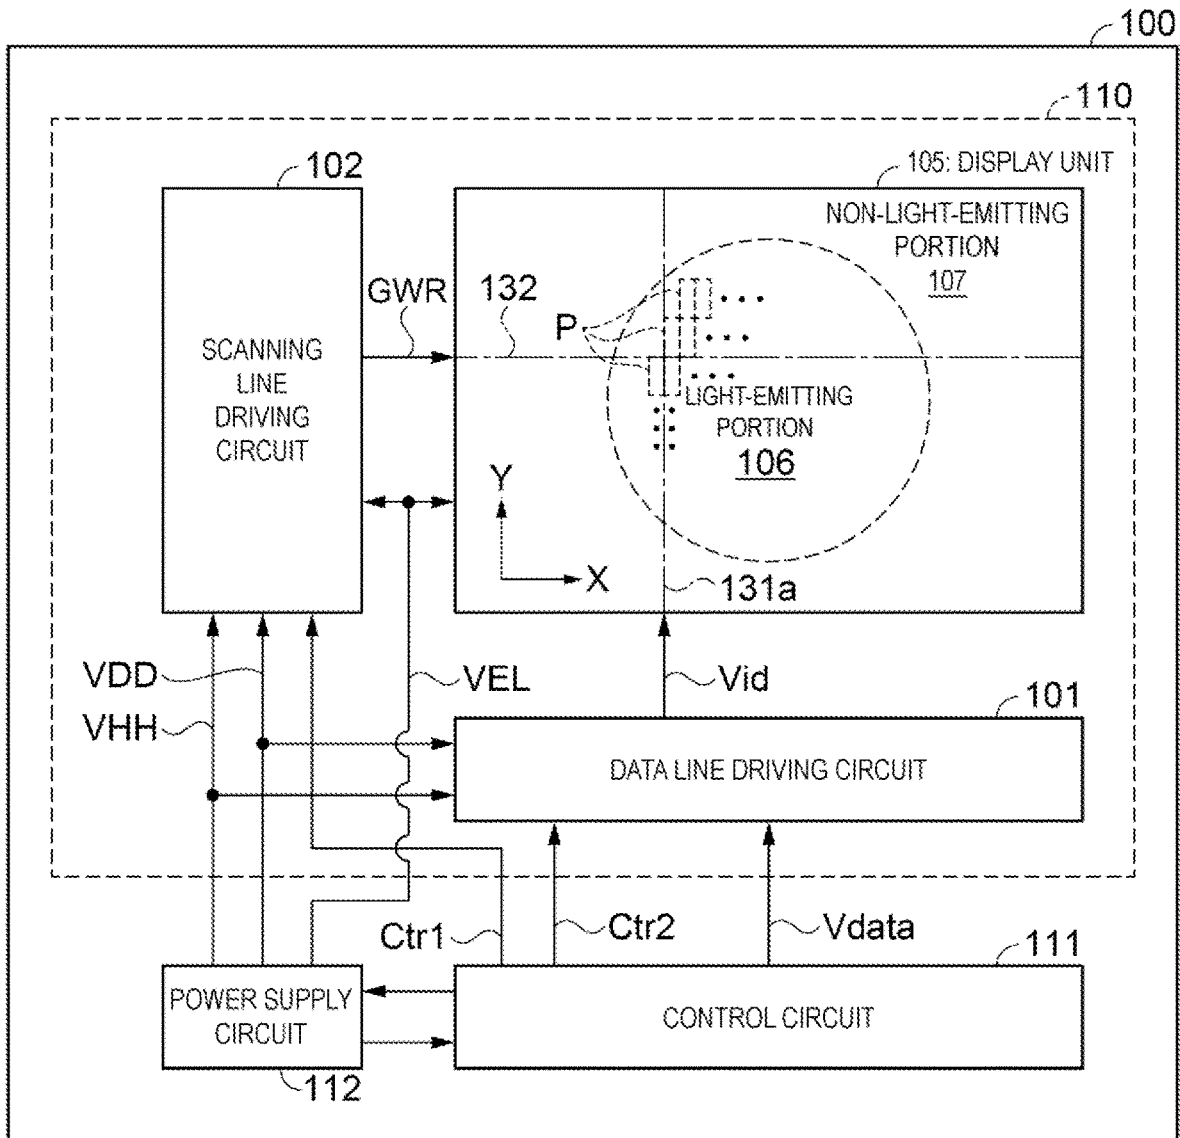 100
110
102
105: DISPLAY UNIT
NON-LIGHT-EMITTING
PORTION
107
GWR
132
P
SCANNING
LINE
DRIVING
CIRCUIT
LIGHT-EMITTING
PORTION
106
Y
X
131a
VDD
VEL
Vid
101
VHH
DATA LINE DRIVING CIRCUIT
Ctr1
Ctr2
Vdata
111
POWER SUPPLY
CIRCUIT
CONTROL CIRCUIT
112